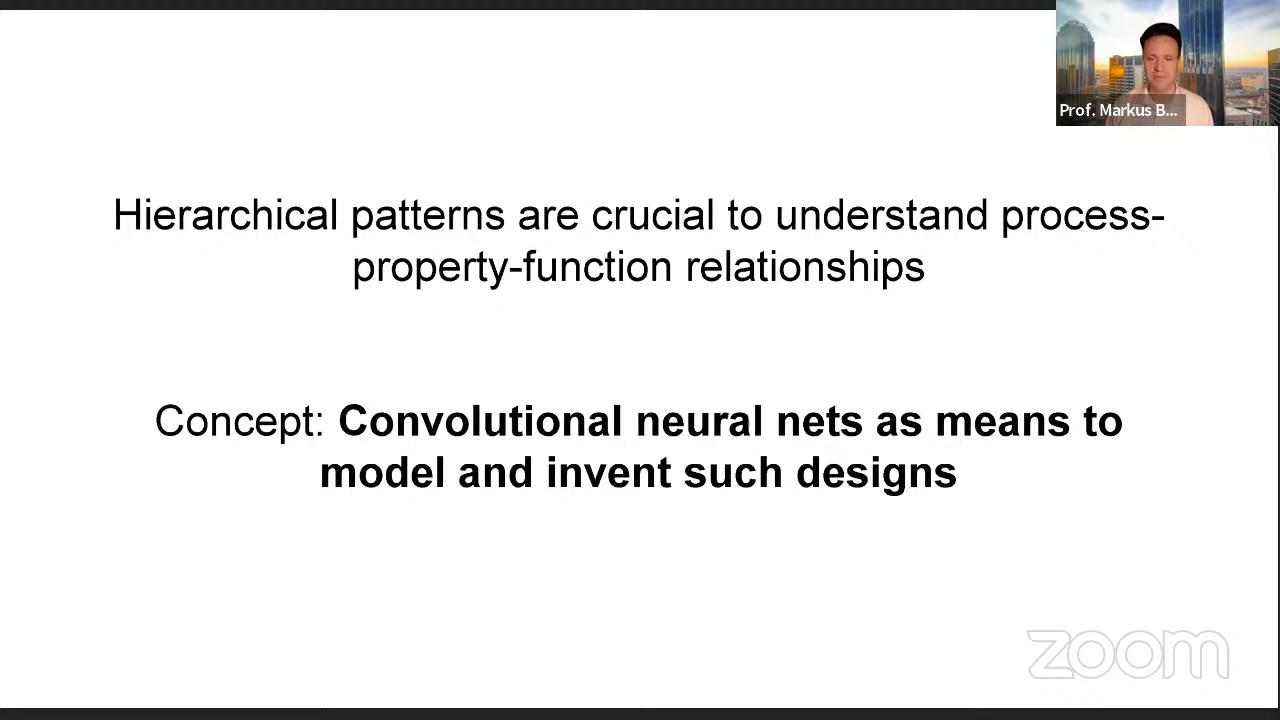 Prof. Markus B...
Hierarchical patterns are crucial to understand process-
property-function relationships
Concept: Convolutional neural nets as means to
model and invent such designs
zoom